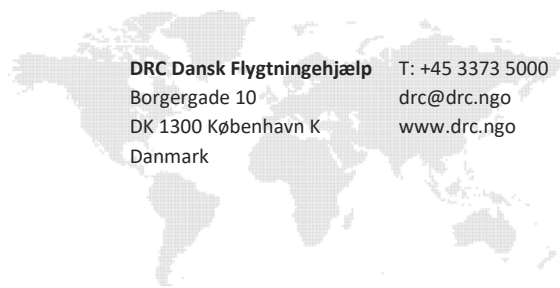 DRC Dansk Flygtningehjælp T: +45 3373 5000
Borgergade 10 drc@drc.ngo
DK 1300 København K www.drc.ngo
Danmark